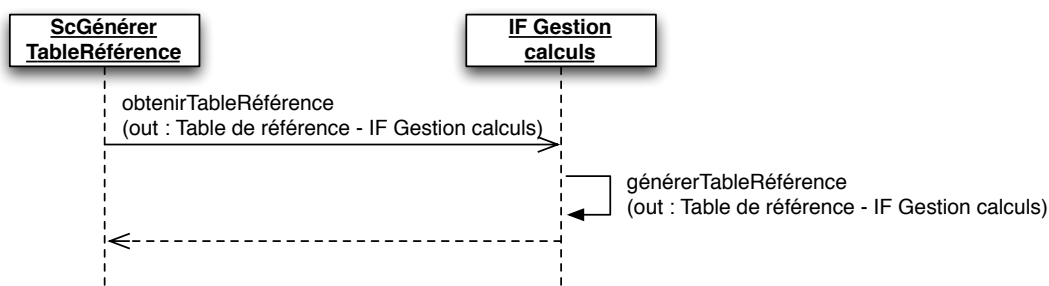 ScGénérer
TableRéférence
IF Gestion
calculs
obtenirTableRéférence
(out : Table de référence - IF Gestion calculs)
générerTableRéférence
(out : Table de référence - IF Gestion calculs)